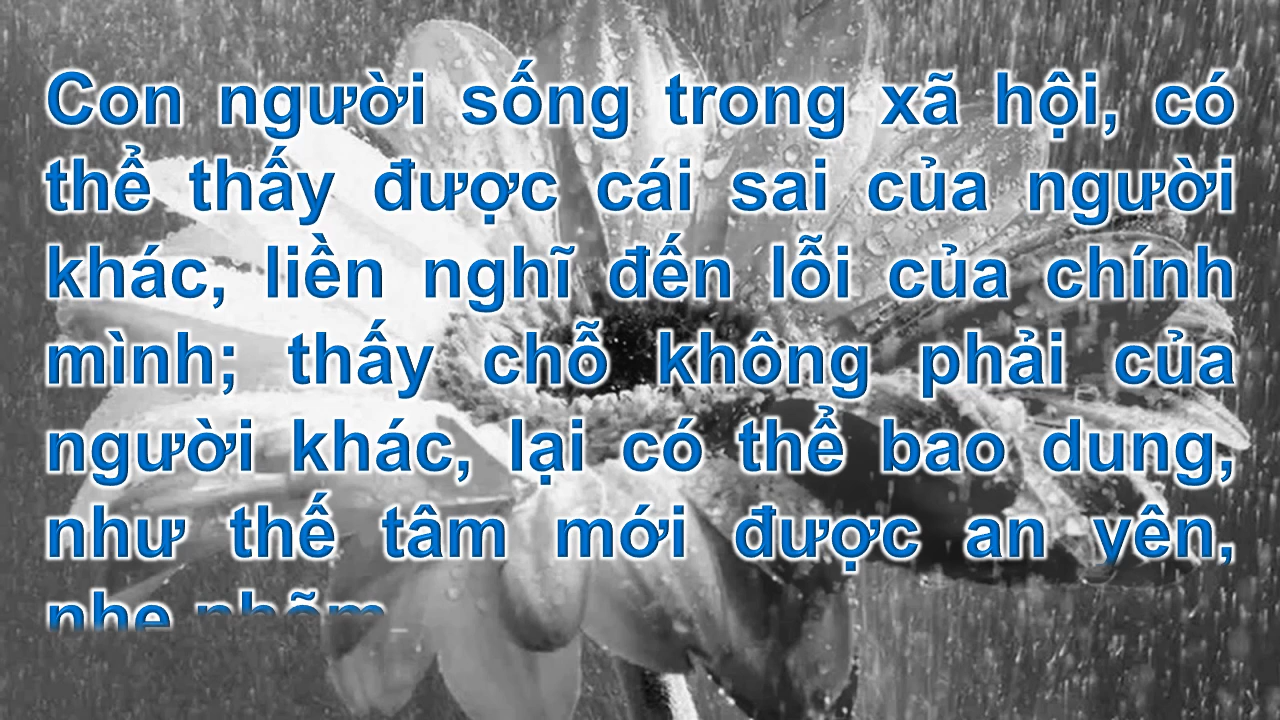 Con người sống trong xã hội, có
thể thấy được cái sai của người
khác, liền nghĩ đến lỗi của chính
mình; thấy chỗ không phải của
người khác, lại có thể bao dung,
như thế tâm mới được an yên,
nhẹ nhõm